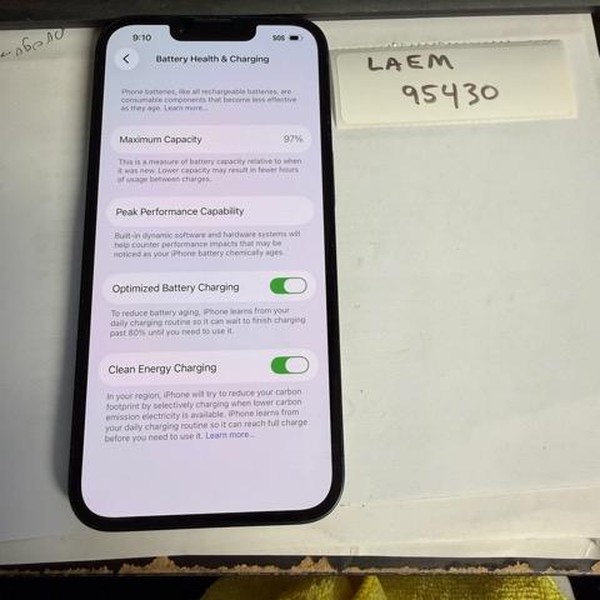 9:10 SOS
Battery Health & Charging
Phone batteries, like all rechargeable batteries, are
consumable components that become less effective
as they age. Learn more...
Maximum Capacity 97%
This is a measure of battery capacity relative to when
it was new. Lower capacity may result in fewer hours
of usage between charges.
Peak Performance Capability
Built-in dynamic software and hardware systems will
help counter performance impacts that may be
noticed as your iPhone battery chemically ages.
Optimized Battery Charging
To reduce battery aging, iPhone learns from your
daily charging routine so it can wait to finish charging
past 80% until you need to use it.
Clean Energy Charging
In your region, iPhone will try to reduce your carbon
footprint by selectively charging when lower carbon
emission electricity is available. iPhone learns from
your daily charging routine so it can reach full charge
before you need to use it. Learn more...
LAEM
95430